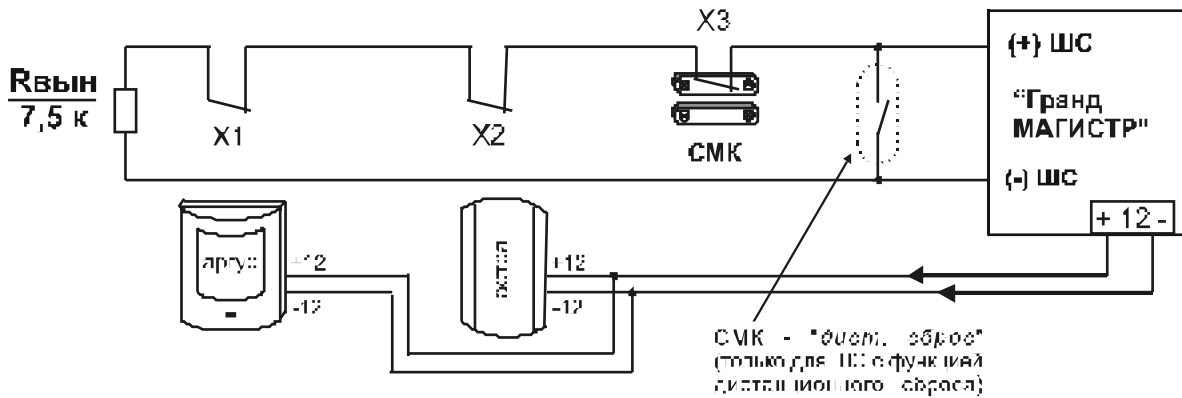 X3
(+) ШС
Rвын
7,5 к
"Гранд
МАГИСТР"
X1
X2
СМК
(-) ШС
+ 12 -
аргус
+12
-12
+12
-12
СМК - "дист. сброс"
(только для ШС с функцией
дистанционного сброса)